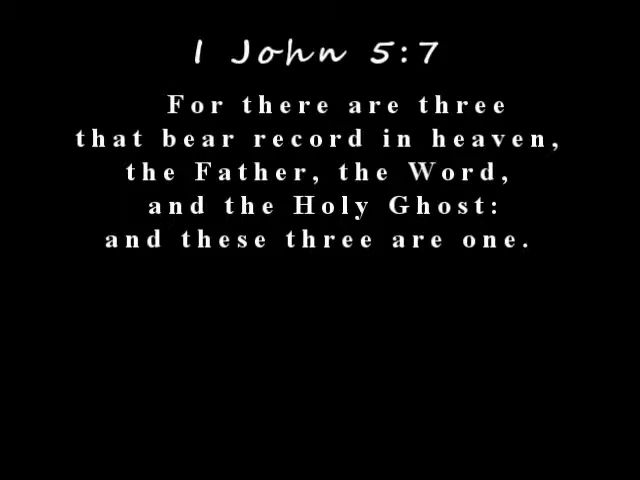 I John 5:7
For there are three
that bear record in heaven,
the Father, the Word,
and the Holy Ghost:
and these three are one.